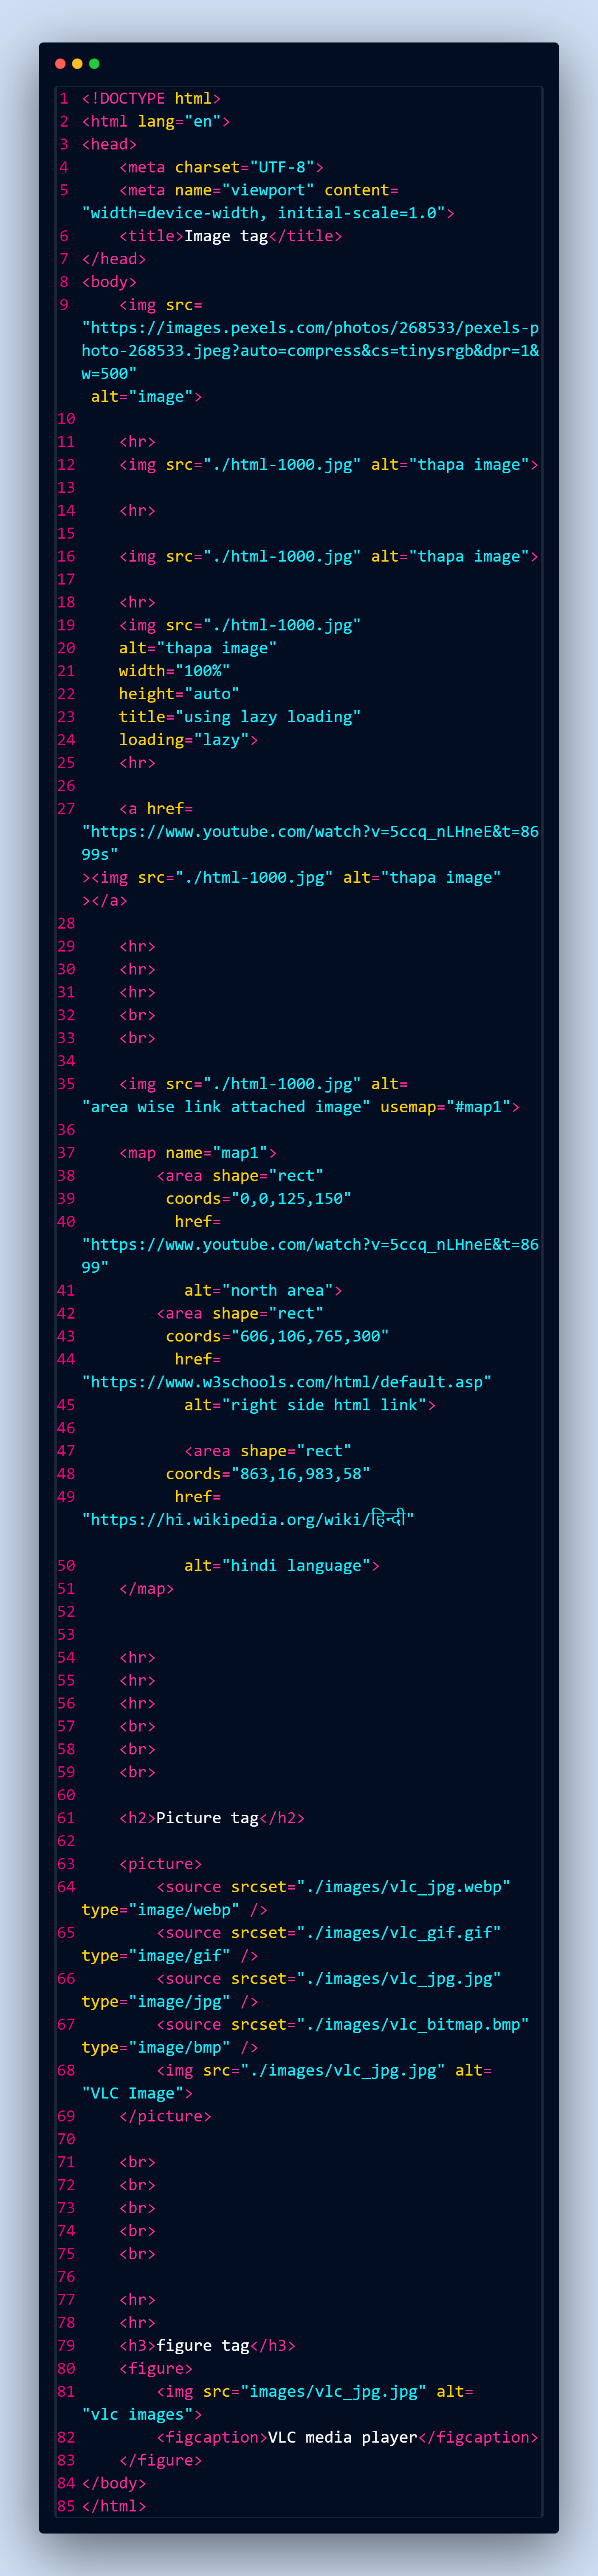 1 <!DOCTYPE html>
2 <html lang="en">
3 <head>
4     <meta charset="UTF-8">
5     <meta name="viewport" content=
"width=device-width, initial-scale=1.0">
6     <title>Image tag</title>
7 </head>
8 <body>
9     <img src=
"https://images.pexels.com/photos/268533/pexels-p
hoto-268533.jpeg?auto=compress&cs=tinysrgb&dpr=1&
w=500"
 alt="image">
10
11     <hr>
12     <img src="./html-1000.jpg" alt="thapa image">
13
14     <hr>
15
16     <img src="./html-1000.jpg" alt="thapa image">
17
18     <hr>
19     <img src="./html-1000.jpg"
20     alt="thapa image"
21     width="100%"
22     height="auto"
23     title="using lazy loading"
24     loading="lazy">
25     <hr>
26
27     <a href=
"https://www.youtube.com/watch?v=5ccq_nLHneE&t=86
99s"
><img src="./html-1000.jpg" alt="thapa image"
></a>
28
29     <hr>
30     <hr>
31     <hr>
32     <br>
33     <br>
34
35     <img src="./html-1000.jpg" alt=
"area wise link attached image" usemap="#map1">
36
37     <map name="map1">
38         <area shape="rect"
39          coords="0,0,125,150"
40           href=
"https://www.youtube.com/watch?v=5ccq_nLHneE&t=86
99"
41            alt="north area">
42         <area shape="rect"
43          coords="606,106,765,300"
44           href=
"https://www.w3schools.com/html/default.asp"
45            alt="right side html link">
46
47            <area shape="rect"
48          coords="863,16,983,58"
49           href=
"https://hi.wikipedia.org/wiki/हिन्दी"
50            alt="hindi language">
51     </map>
52
53
54     <hr>
55     <hr>
56     <hr>
57     <br>
58     <br>
59     <br>
60
61     <h2>Picture tag</h2>
62
63     <picture>
64         <source srcset="./images/vlc_jpg.webp"
type="image/webp" />
65         <source srcset="./images/vlc_gif.gif"
type="image/gif" />
66         <source srcset="./images/vlc_jpg.jpg"
type="image/jpg" />
67         <source srcset="./images/vlc_bitmap.bmp"
type="image/bmp" />
68         <img src="./images/vlc_jpg.jpg" alt=
"VLC Image">
69     </picture>
70
71     <br>
72     <br>
73     <br>
74     <br>
75     <br>
76
77     <hr>
78     <hr>
79     <h3>figure tag</h3>
80     <figure>
81         <img src="images/vlc_jpg.jpg" alt=
"vlc images">
82         <figcaption>VLC media player</figcaption>
83     </figure>
84 </body>
85 </html>